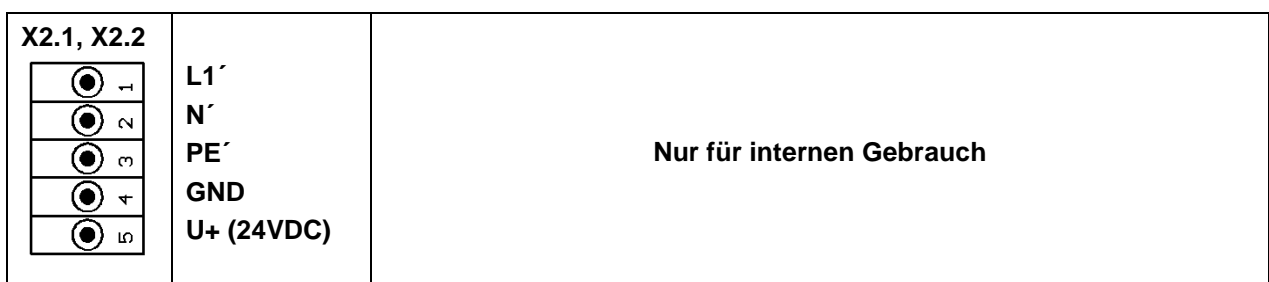 X2.1, X2.2
1 L1´
2 N´
3 PE´
4 GND
5 U+ (24VDC)
Nur für internen Gebrauch